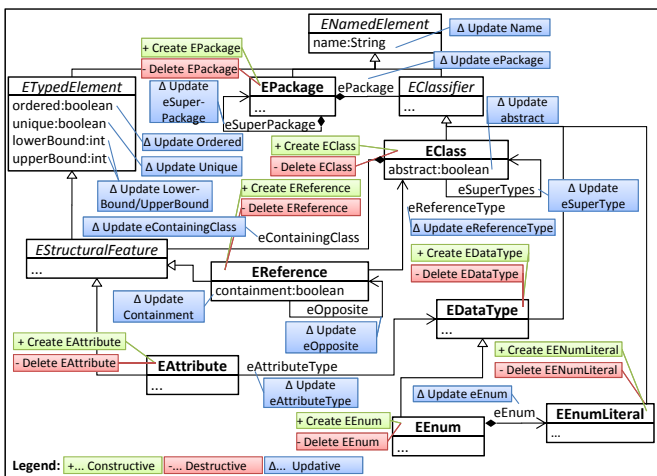 ENamedElement
name:String
Δ Update Name
+ Create EPackage
- Delete EPackage
Δ Update ePackage
ETypedElement
ordered:boolean
unique:boolean
lowerBound:int
upperBound:int
Δ Update
eSuper-
Package
EPackage
...
ePackage
EClassifier
...
eSuperPackage
Δ Update
abstract
Δ Update Ordered
Δ Update Unique
Δ Update Lower-
Bound/UpperBound
+ Create EClass
- Delete EClass
EClass
abstract:boolean
eSuperTypes
Δ Update
eSuperType
+ Create EReference
- Delete EReference
eReferenceType
Δ Update eReferenceType
Δ Update eContainingClass
eContainingClass
EStructuralFeature
...
+ Create EDataType
- Delete EDataType
EReference
containment:boolean
eOpposite
Δ Update
Containment
Δ Update
eOpposite
EDataType
...
+ Create EAttribute
- Delete EAttribute
EAttribute
...
eAttributeType
Δ Update
eAttributeType
+ Create EENumLiteral
- Delete EENumLiteral
Δ Update eEnum
eEnum
EEnumLiteral
...
+ Create EEnum
- Delete EEnum
EEnum
...
Legend: +... Constructive -... Destructive Δ... Updative